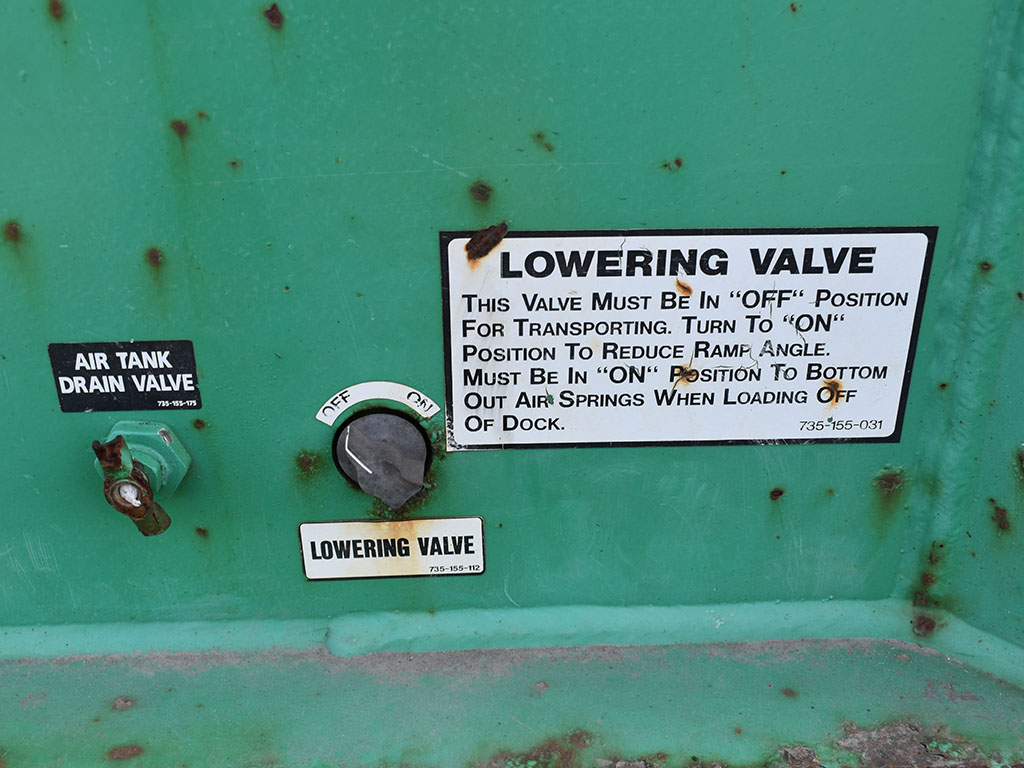 LOWERING VALVE
THIS VALVE MUST BE IN “OFF“ POSITION
FOR TRANSPORTING. TURN TO “ON“
POSITION TO REDUCE RAMP ANGLE.
MUST BE IN “ON“ POSITION TO BOTTOM
OUT AIR SPRINGS WHEN LOADING OFF
OF DOCK.
735-155-031
AIR TANK
DRAIN VALVE
735-155-175
OFF ON
LOWERING VALVE
735-155-112